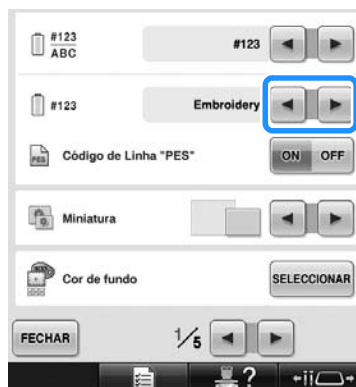 #123
ABC
#123
#123
Embroidery
PES
Código de Linha "PES"
ON OFF
Miniatura
Cor de fundo
SELECCIONAR
FECHAR
1/5
?